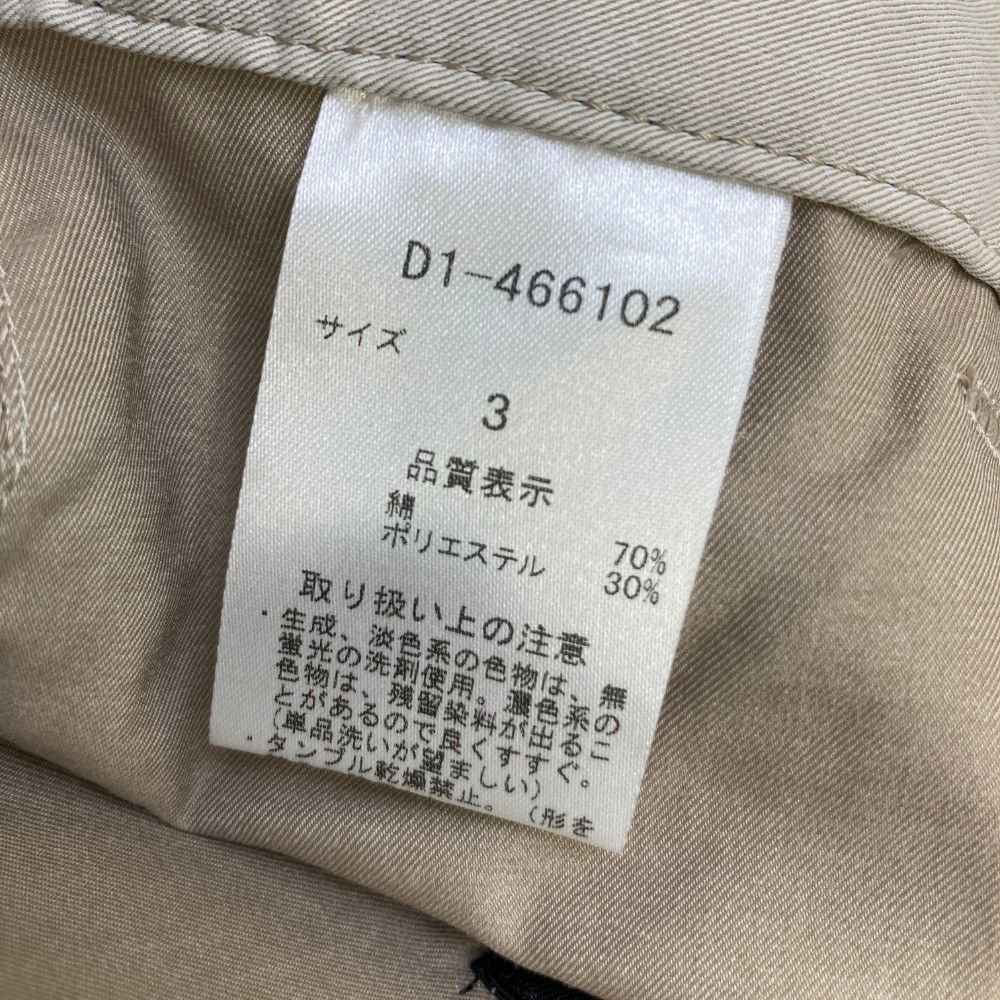 D1-466102
サイズ
3
品質表示
綿 70%
ポリエステル 30%
取り扱い上の注意
・生成、淡色系の色物は、無
蛍光の洗剤使用。濃色系の
色物は、残留染料が出るこ
とがあるので良くすすぐ。
(単品洗いが望ましい)
・タンブル乾燥禁止。(形を